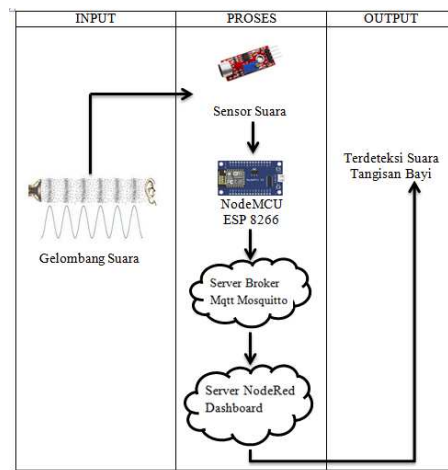 INPUT
PROSES
OUTPUT
Sensor Suara
Terdeteksi Suara
Tangisan Bayi
NodeMCU
ESP 8266
Gelombang Suara
Server Broker
Mqtt Mosquitto
Server NodeRed
Dashboard